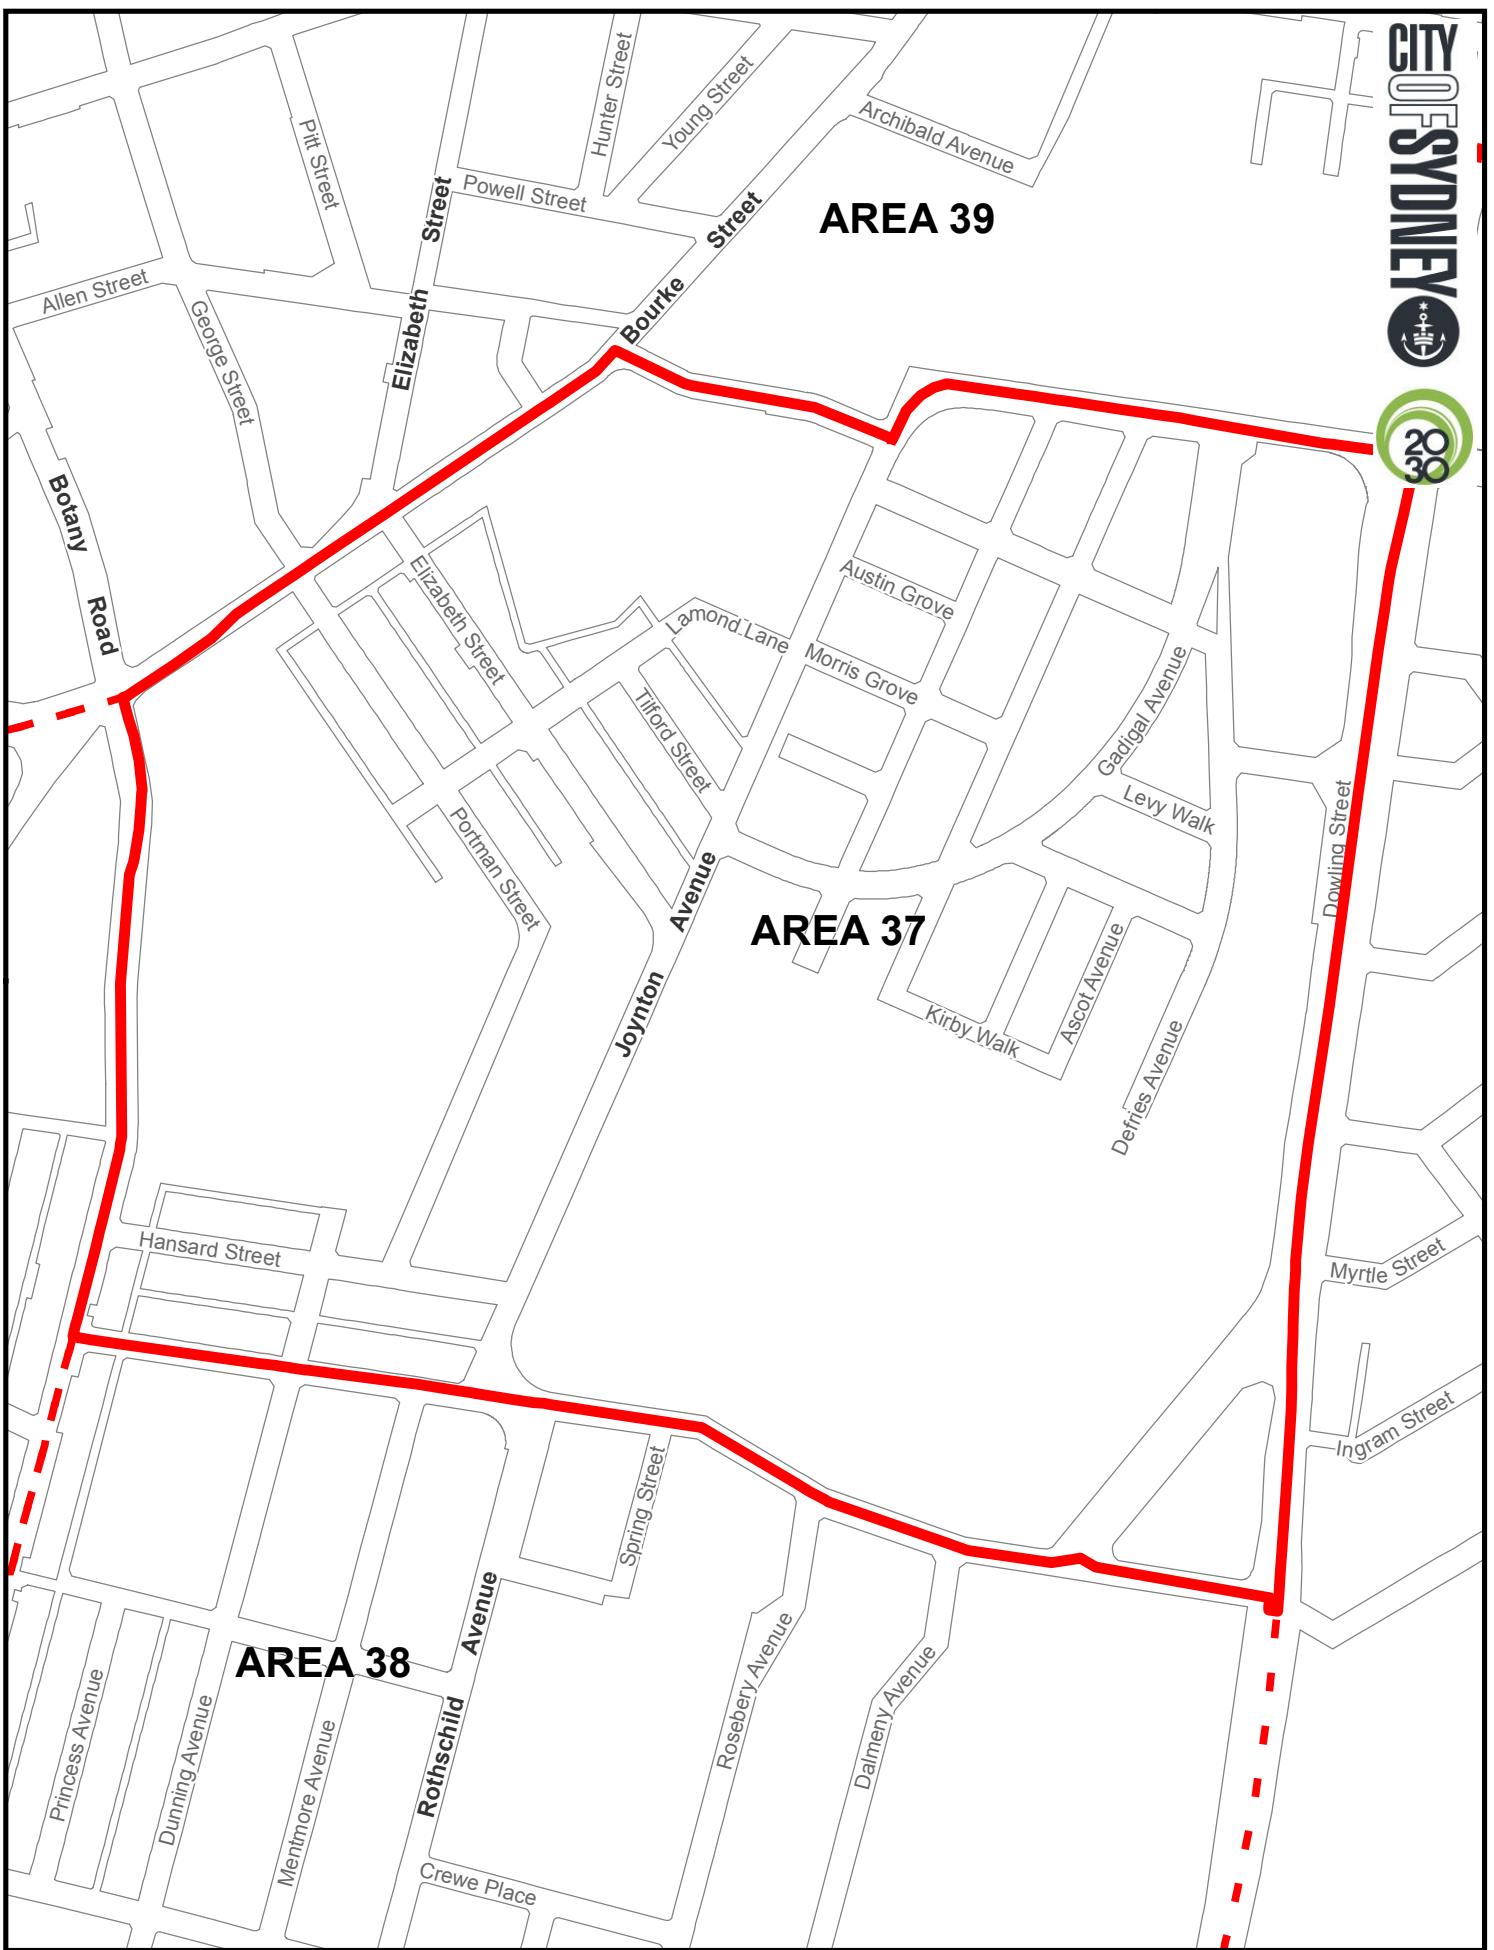 CITY OF SYDNEY
20
30
Hunter Street
Young Street
Archibald Avenue
Pitt Street
Powell Street
Elizabeth Street
Bourke Street
AREA 39
Allen Street
George Street
Botany Road
Elizabeth Street
Lamond Lane
Austin Grove
Morris Grove
Tilford Street
Gadigal Avenue
Levy Walk
Dowling Street
Portman Street
Joynton Avenue
AREA 37
Ascot Avenue
Kirby Walk
Defries Avenue
Hansard Street
Myrtle Street
Ingram Street
Spring Street
Rothschild Avenue
AREA 38
Princess Avenue
Dunning Avenue
Mentmore Avenue
Rosebery Avenue
Dalmeny Avenue
Crewe Place